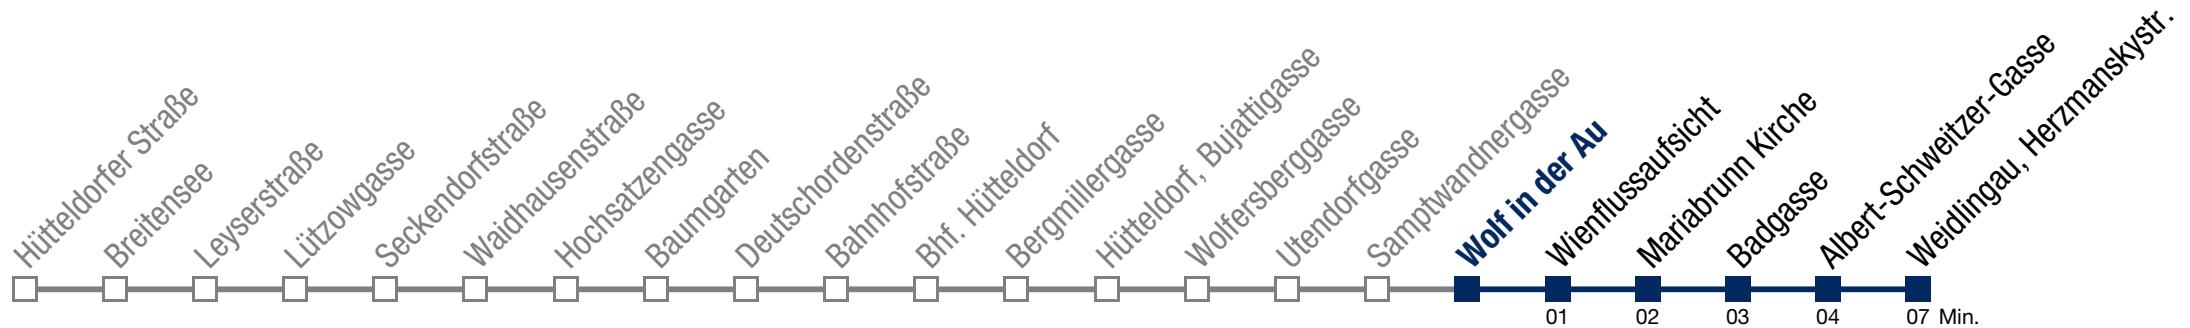 Hütteldorfer Straße
Breitensee
Leyserstraße
Lützowgasse
Seckendorfstraße
Waidhausenstraße
Hochsatzengasse
Baumgarten
Deutschordenstraße
Bahnhofstraße
Bhf. Hütteldorf
Bergmillergasse
Hütteldorf, Bujattigasse
Wolfersberggasse
Utendorfgasse
Samptwandnergasse
Wolf in der Au
Wienflussaufsicht
Mariabrunn Kirche
Badgasse
Albert-Schweitzer-Gasse
Weidlingau, Herzmanskystr.
01 02 03 04 07 Min.